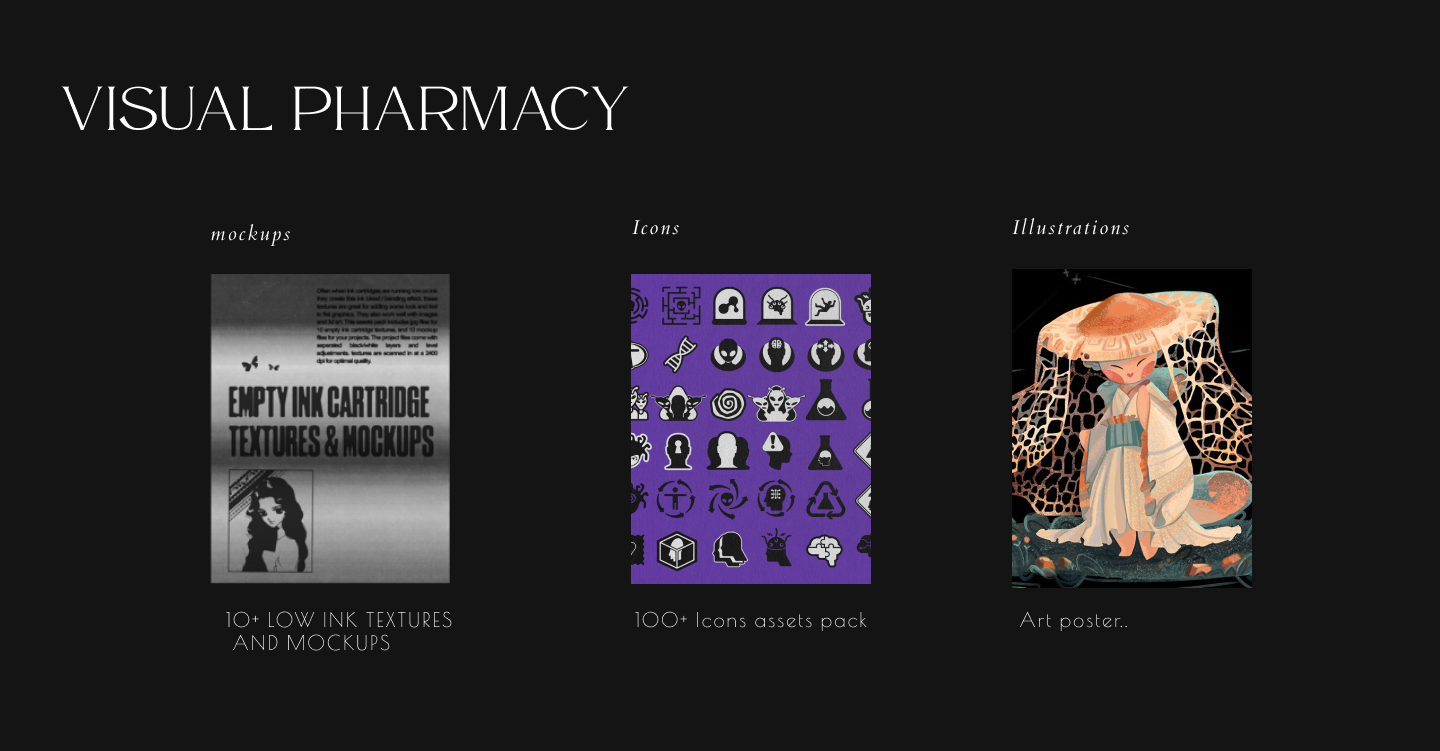 VISUAL PHARMACY
mockups
Icons
Illustrations
Often when ink cartridges are running low on ink
they create this ink bleed / banding effect. these
textures are great for adding some look and feel
to flat graphics. They also work well with images
and lineart. This assets pack includes jpg files for
10 empty ink cartridge textures, and 10 mockup
files for your projects. The project files come with
separated black/white layers and level
adjustments. textures are scanned in at a 2400
dpi for optimal quality.
EMPTY INK CARTRIDGE
TEXTURES & MOCKUPS
10+ LOW INK TEXTURES
AND MOCKUPS
100+ Icons assets pack
Art poster..